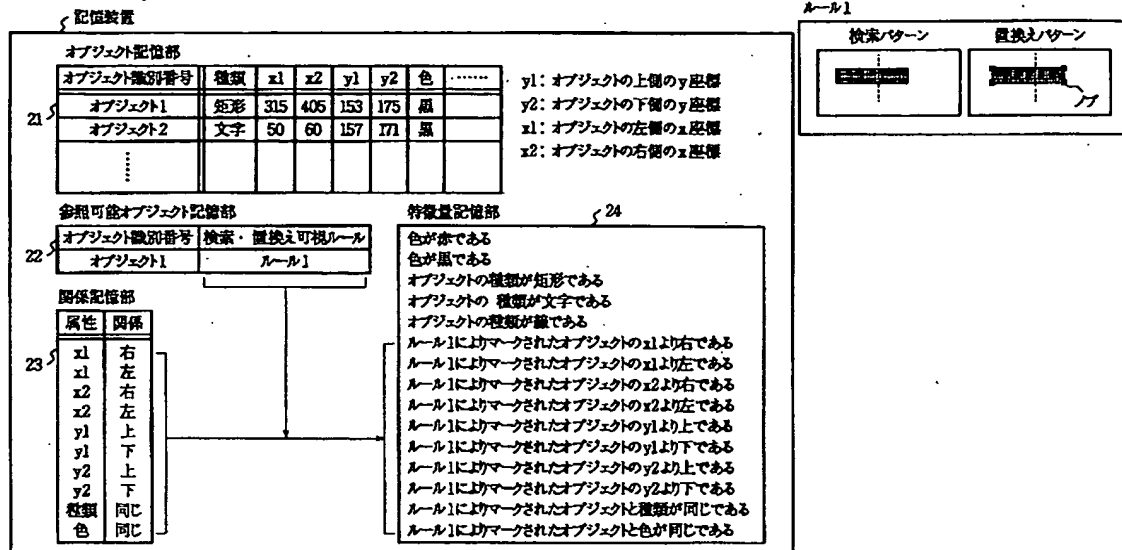 記憶装置
オブジェクト記憶部
オブジェクト識別番号 種類 x1 x2 y1 y2 色 ……
オブジェクト1 矩形 315 405 153 175 黒
オブジェクト2 文字 50 60 157 171 黒
21
y1: オブジェクトの上側のy座標
y2: オブジェクトの下側のy座標
x1: オブジェクトの左側のx座標
x2: オブジェクトの右側のx座標
ルール1
検索パターン 置換えパターン
参照可能オブジェクト記憶部
オブジェクト識別番号 検索・置換え可視ルール
オブジェクト1 ルール1
22
関係記憶部
属性 関係
x1 右
x1 左
x2 右
x2 左
y1 上
y1 下
y2 上
y2 下
種類 同じ
色 同じ
23
特徴量記憶部
24
色が赤である
色が黒である
オブジェクトの種類が矩形である
オブジェクトの 種類が文字である
オブジェクトの種類が線である
ルール1によりマークされたオブジェクトのx1より右である
ルール1によりマークされたオブジェクトのx1より左である
ルール1によりマークされたオブジェクトのx2より右である
ルール1によりマークされたオブジェクトのx2より左である
ルール1によりマークされたオブジェクトのy1より上である
ルール1によりマークされたオブジェクトのy1より下である
ルール1によりマークされたオブジェクトのy2より上である
ルール1によりマークされたオブジェクトのy2より下である
ルール1によりマークされたオブジェクトと種類が同じである
ルール1によりマークされたオブジェクトと色が同じである